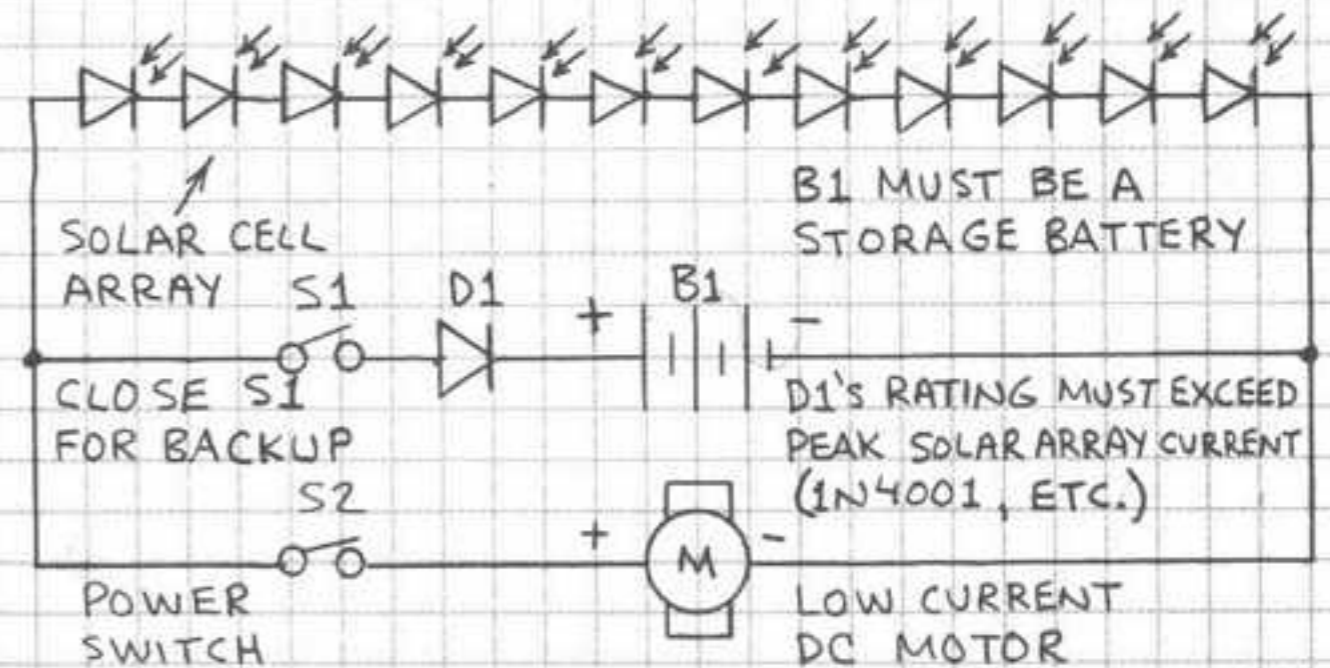 B1 MUST BE A
STORAGE BATTERY
SOLAR CELL
ARRAY
S1
D1
+
B1
-
CLOSE S1
FOR BACKUP
D1's RATING MUST EXCEED
PEAK SOLAR ARRAY CURRENT
(1N4001, ETC.)
S2
+
M
-
POWER
SWITCH
LOW CURRENT
DC MOTOR